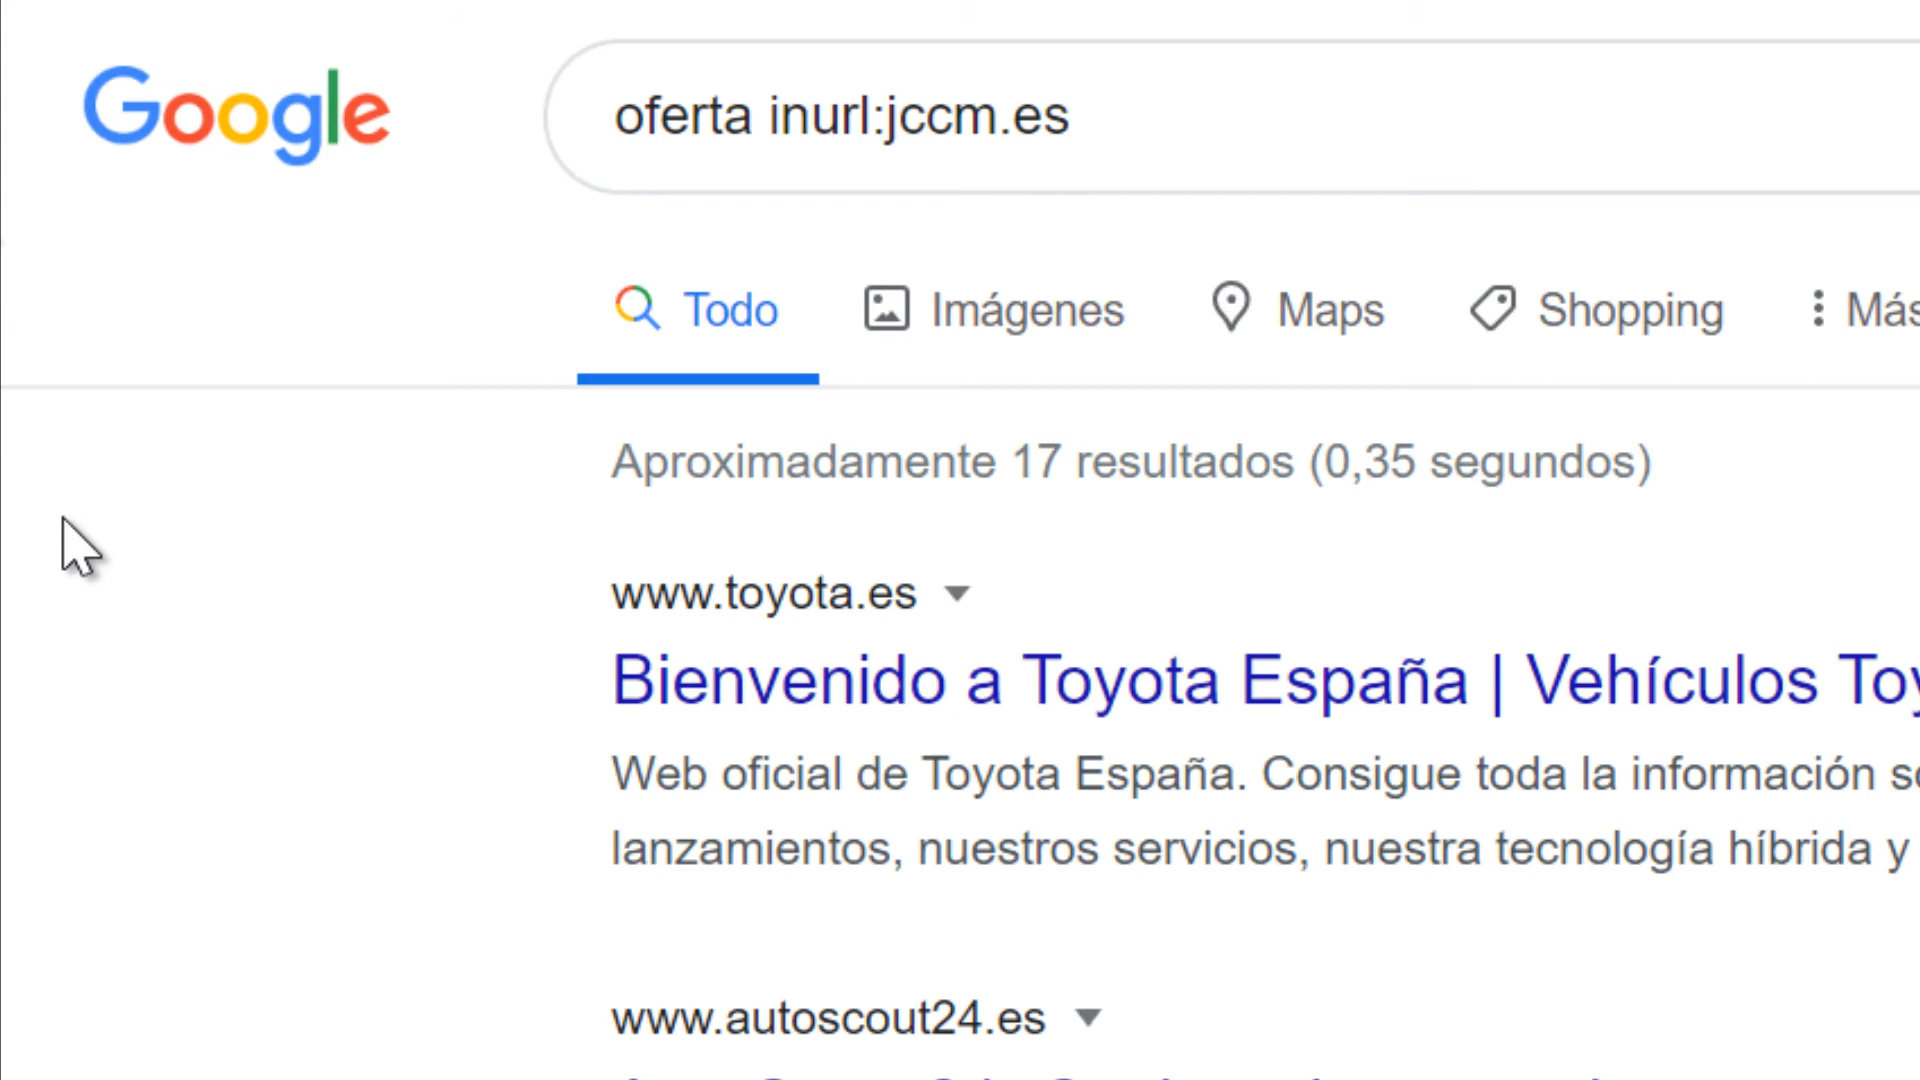 Google
oferta inurl:jccm.es
Todo Imágenes Maps Shopping Más
Aproximadamente 17 resultados (0,35 segundos)
www.toyota.es
Bienvenido a Toyota España | Vehículos Toy
Web oficial de Toyota España. Consigue toda la información so
lanzamientos, nuestros servicios, nuestra tecnología híbrida y
www.autoscout24.es